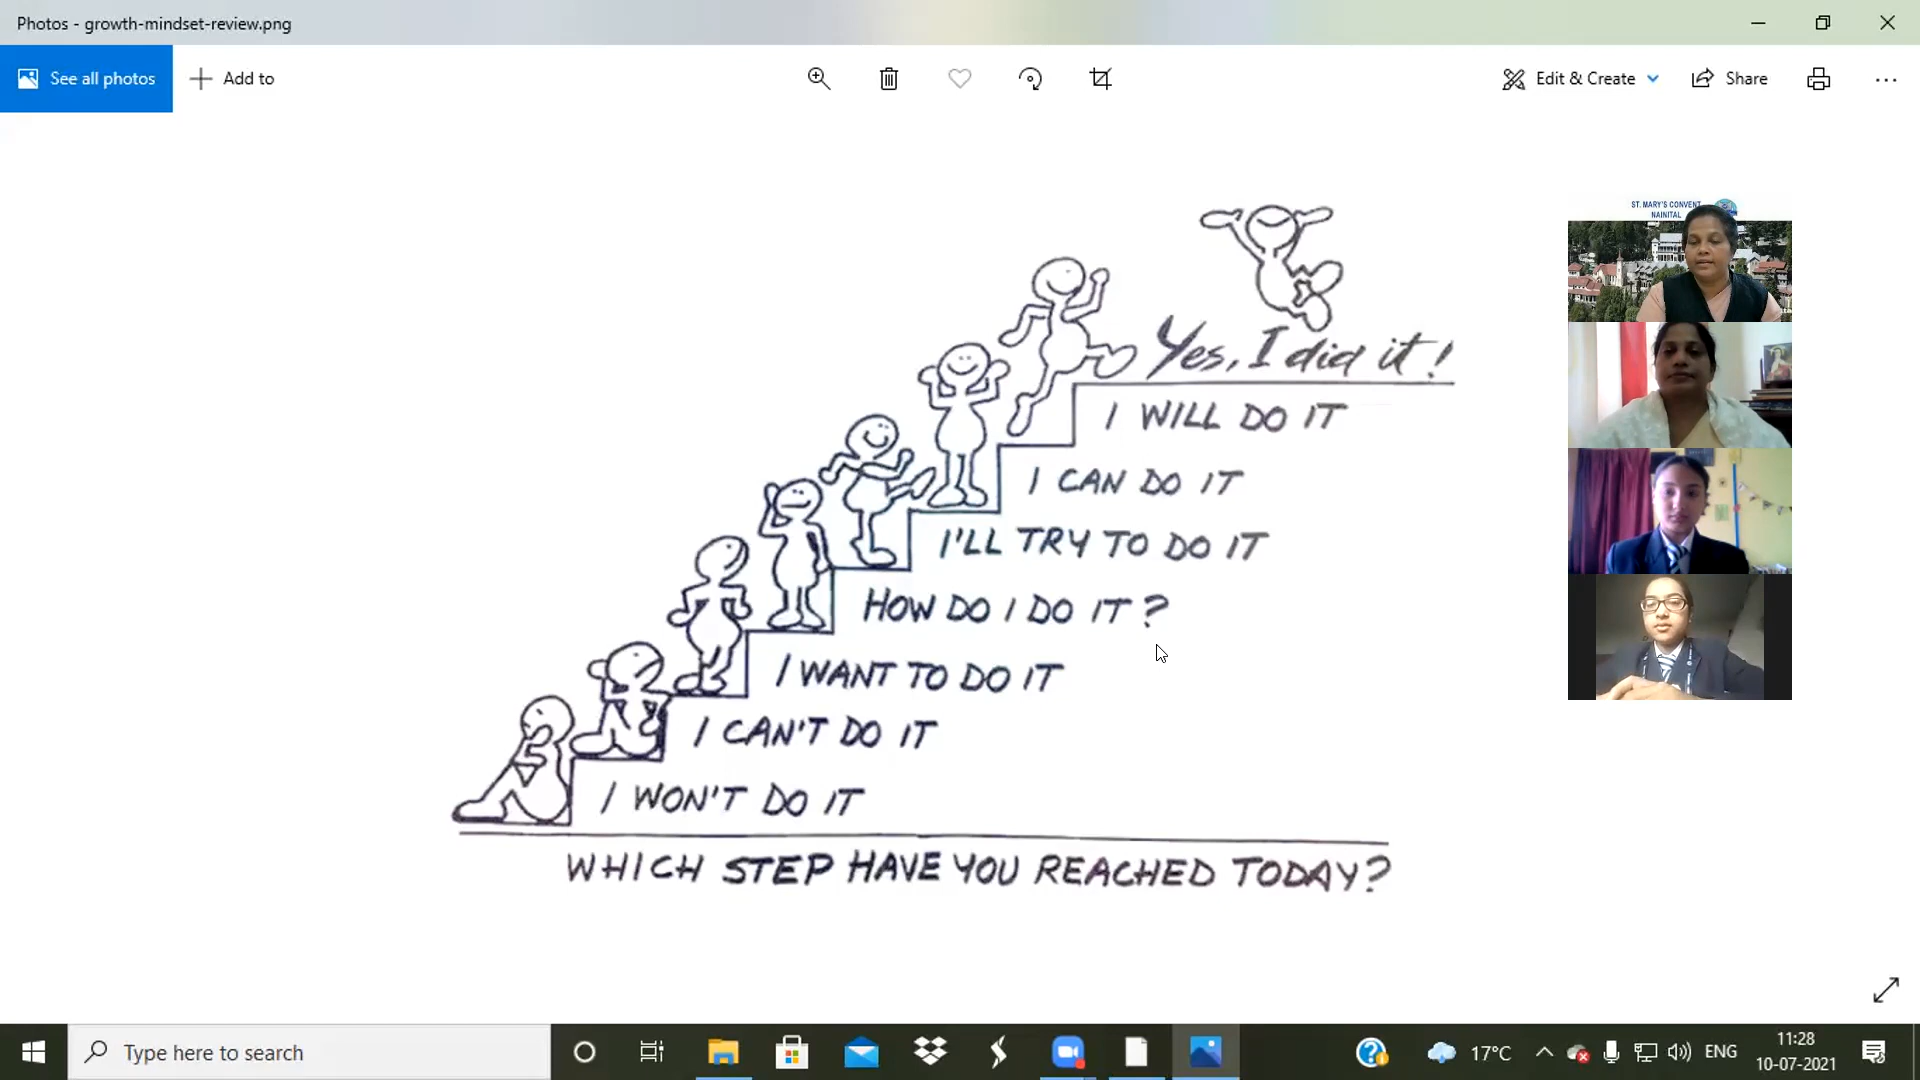 Photos - growth-mindset-review.png
See all photos
Add to
Edit & Create
Share
ST. MARY'S CONVENT
NAINITAL
Yes, I did it!
I WILL DO IT
I CAN DO IT
I'LL TRY TO DO IT
HOW DO I DO IT?
I WANT TO DO IT
I CAN'T DO IT
I WON'T DO IT
WHICH STEP HAVE YOU REACHED TODAY?
Type here to search
17°C
ENG
11:28
10-07-2021